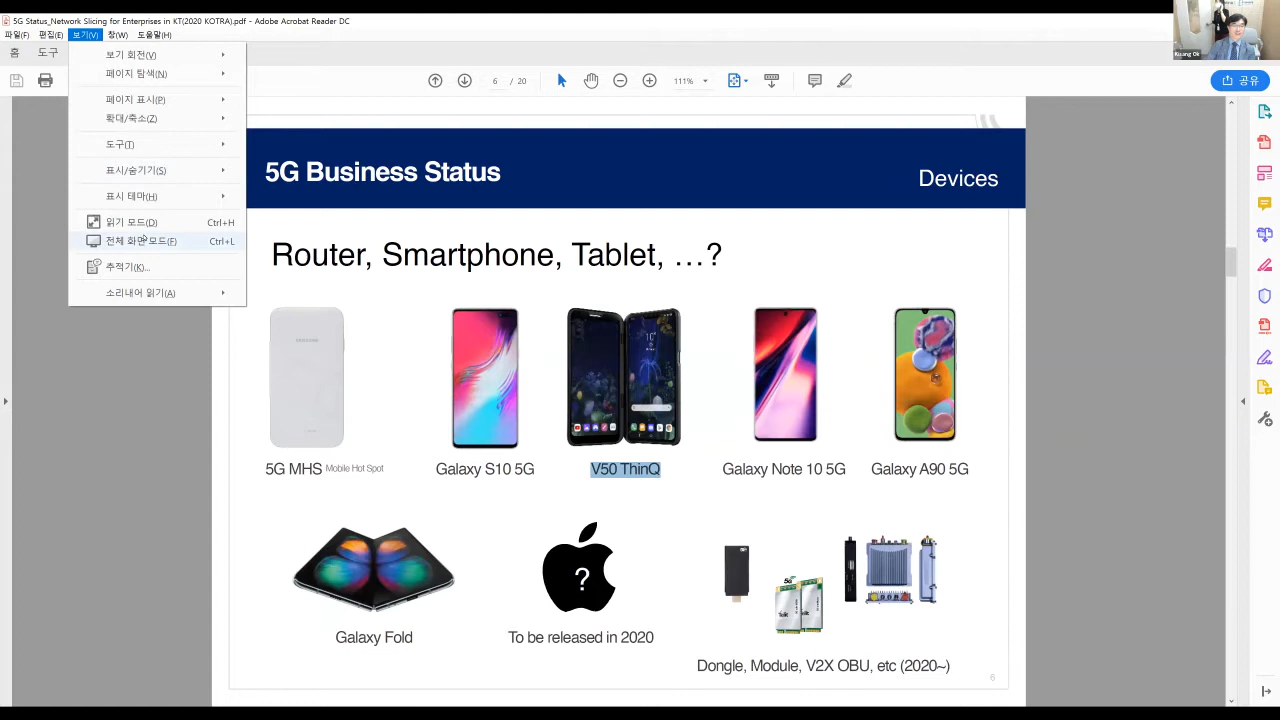 5G Status_Network Slicing for Enterprises in KT(2020 KOTRA).pdf - Adobe Acrobat Reader DC
파일(F) 편집(E) 보기(V) 창(W) 도움말(H)
홈 도구
보기 회전(V)
페이지 탐색(N)
페이지 표시(P)
확대/축소(Z)
도구(T)
표시/숨기기(S)
표시 테마(H)
읽기 모드(D) Ctrl+H
전체 화면 모드(F) Ctrl+L
추적기(K)...
소리내어 읽기(A)
6 / 20
111%
공유
Kisang Ok
5G Business Status
Devices
Router, Smartphone, Tablet, …?
5G MHS Mobile Hot Spot
Galaxy S10 5G
V50 ThinQ
Galaxy Note 10 5G
Galaxy A90 5G
?
5G
Galaxy Fold
To be released in 2020
Dongle, Module, V2X OBU, etc (2020~)
6